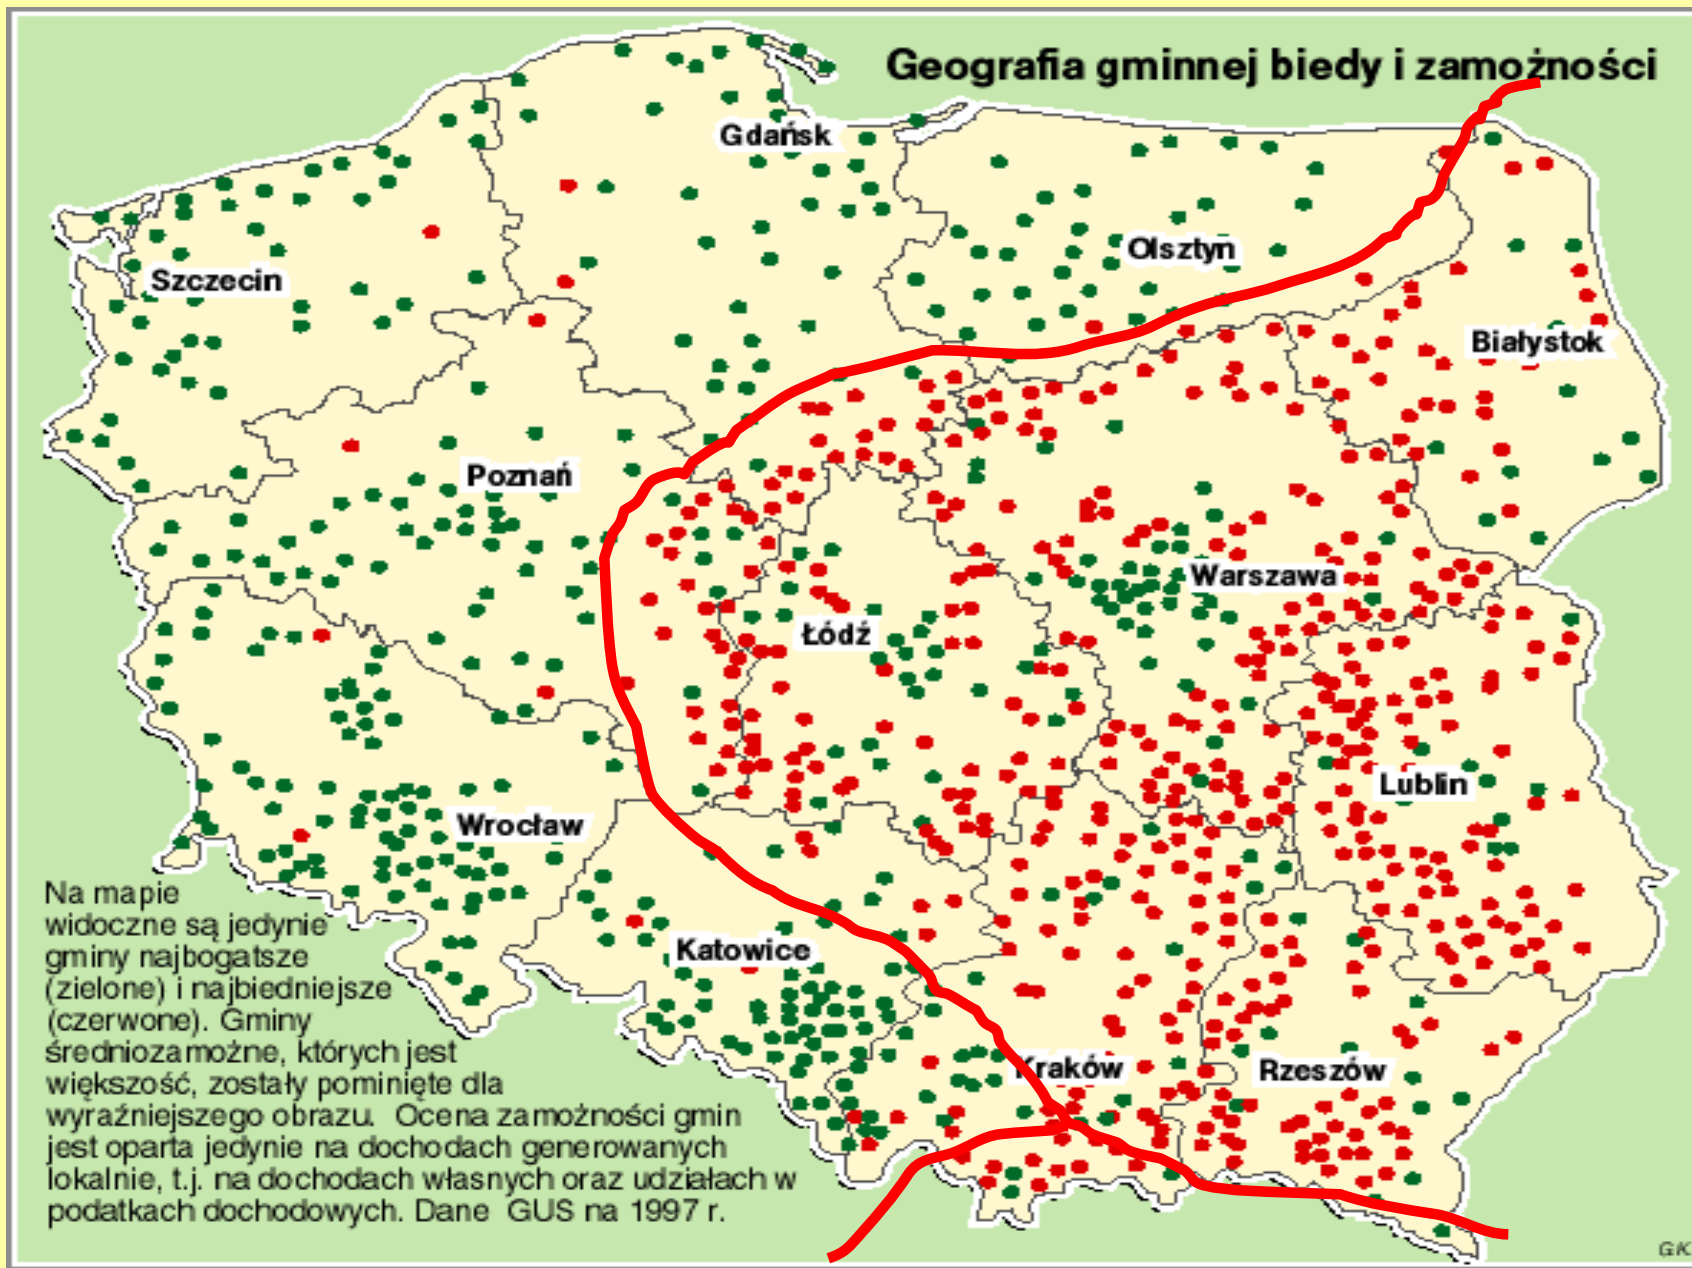 Geografia gminnej biedy i zamożności
Gdańsk
Olsztyn
Szczecin
Białystok
Poznań
Warszawa
Łódź
Lublin
Wrocław
Na mapie
widoczne są jedynie
gminy najbogatsze
(zielone) i najbiedniejsze
(czerwone). Gminy
średniozamożne, których jest
większość, zostały pominięte dla
wyraźniejszego obrazu. Ocena zamożności gmin
jest oparta jedynie na dochodach generowanych
lokalnie, t.j. na dochodach własnych oraz udziałach w
podatkach dochodowych. Dane GUS na 1997 r.
Katowice
Kraków
Rzeszów
GK